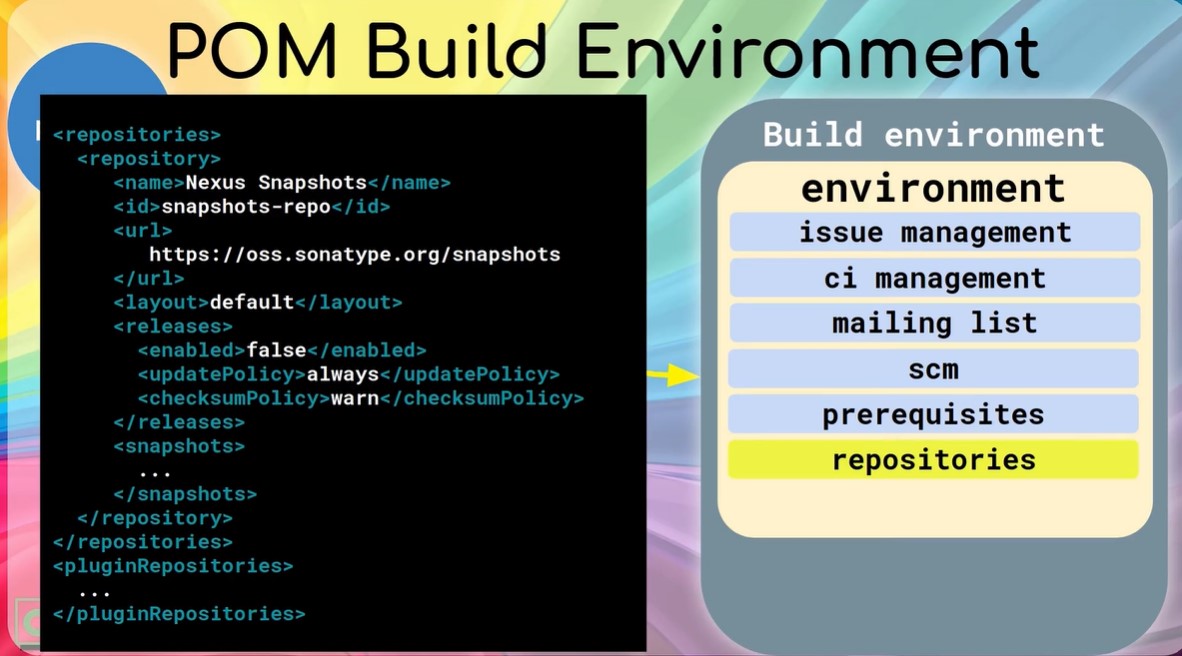 POM Build Environment
<repositories>
<repository>
<name>Nexus Snapshots</name>
<id>snapshots-repo</id>
<url>
https://oss.sonatype.org/snapshots
</url>
<layout>default</layout>
<releases>
<enabled>false</enabled>
<updatePolicy>always</updatePolicy>
<checksumPolicy>warn</checksumPolicy>
</releases>
<snapshots>
...
</snapshots>
</repository>
</repositories>
<pluginRepositories>
...
</pluginRepositories>
Build environment
environment
issue management
ci management
mailing list
scm
prerequisites
repositories